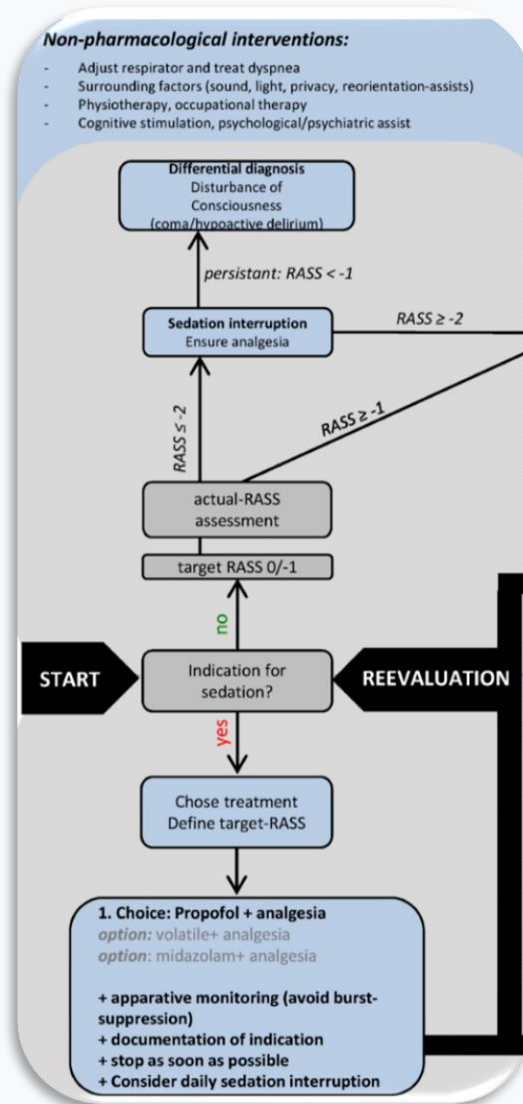 Non-pharmacological interventions:
- Adjust respirator and treat dyspnea
- Surrounding factors (sound, light, privacy, reorientation-assists)
- Physiotherapy, occupational therapy
- Cognitive stimulation, psychological/psychiatric assist
Differential diagnosis
Disturbance of
Consciousness
(coma/hypoactive delirium)
persistant: RASS < -1
Sedation interruption
Ensure analgesia
RASS ≥ -2
RASS ≤ -2
RASS ≥ -1
actual-RASS
assessment
target RASS 0/-1
no
START
Indication for
sedation?
REEVALUATION
yes
Chose treatment
Define target-RASS
1. Choice: Propofol + analgesia
option: volatile+ analgesia
option: midazolam+ analgesia
+ apparative monitoring (avoid burst-
suppression)
+ documentation of indication
+ stop as soon as possible
+ Consider daily sedation interruption